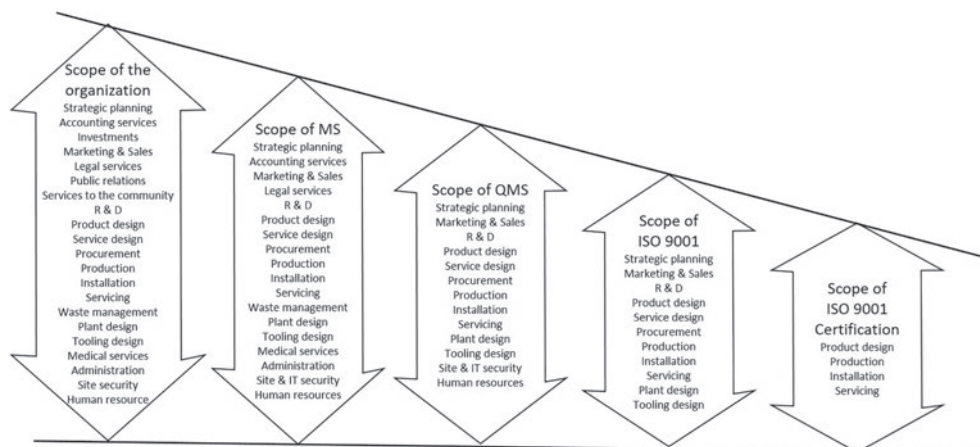 Scope of the
organization
Strategic planning
Accounting services
Investments
Marketing & Sales
Legal services
Public relations
Services to the community
R & D
Product design
Service design
Procurement
Production
Installation
Servicing
Waste management
Plant design
Tooling design
Medical services
Administration
Site security
Human resource
Scope of MS
Strategic planning
Accounting services
Marketing & Sales
Legal services
R & D
Product design
Service design
Procurement
Production
Installation
Servicing
Waste management
Plant design
Tooling design
Medical services
Administration
Site & IT security
Human resources
Scope of QMS
Strategic planning
Marketing & Sales
R & D
Product design
Service design
Procurement
Production
Installation
Servicing
Plant design
Tooling design
Site & IT security
Human resources
Scope of
ISO 9001
Strategic planning
Marketing & Sales
R & D
Product design
Service design
Procurement
Production
Installation
Servicing
Plant design
Tooling design
Scope of
ISO 9001
Certification
Product design
Production
Installation
Servicing